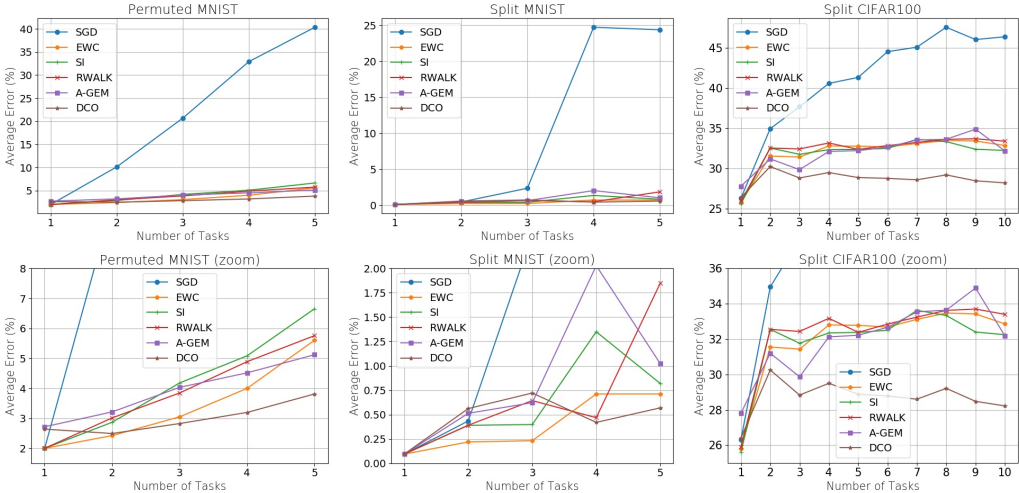 Permuted MNIST
Average Error (%)
40
35
30
25
20
15
10
5
SGD
EWC
SI
RWALK
A-GEM
DCO
1 2 3 4 5
Number of Tasks
Split MNIST
Average Error (%)
25
20
15
10
5
0
SGD
EWC
SI
RWALK
A-GEM
DCO
1 2 3 4 5
Number of Tasks
Split CIFAR100
Average Error (%)
45
40
35
30
25
SGD
EWC
SI
RWALK
A-GEM
DCO
1 2 3 4 5 6 7 8 9 10
Number of Tasks
Permuted MNIST (zoom)
Average Error (%)
8
7
6
5
4
3
2
SGD
EWC
SI
RWALK
A-GEM
DCO
1 2 3 4 5
Number of Tasks
Split MNIST (zoom)
Average Error (%)
2.00
1.75
1.50
1.25
1.00
0.75
0.50
0.25
0.00
SGD
EWC
SI
RWALK
A-GEM
DCO
1 2 3 4 5
Number of Tasks
Split CIFAR100 (zoom)
Average Error (%)
36
34
32
30
28
26
SGD
EWC
SI
RWALK
A-GEM
DCO
1 2 3 4 5 6 7 8 9 10
Number of Tasks